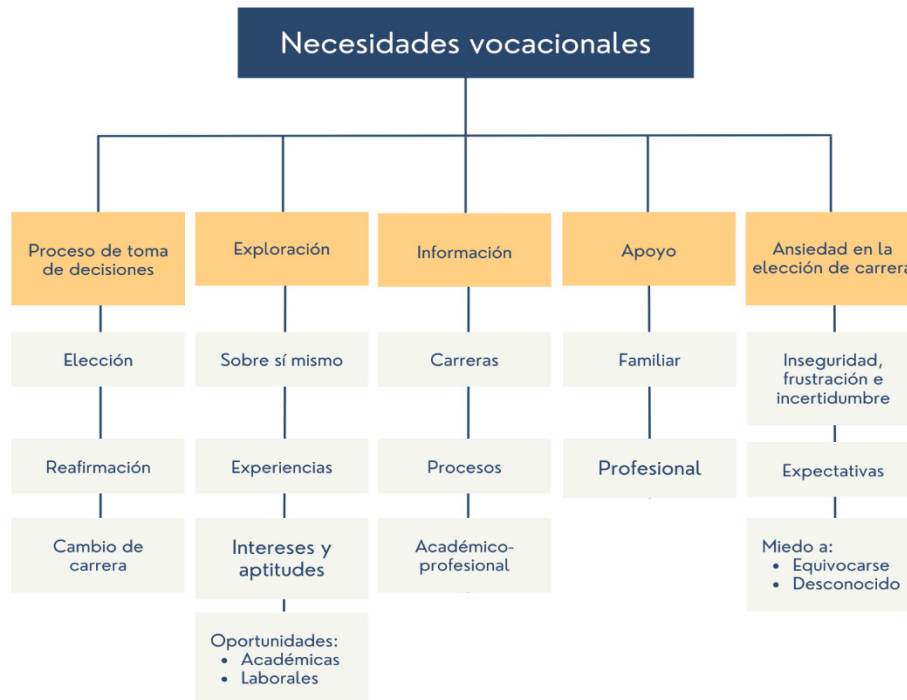 Necesidades vocacionales
Proceso de toma
de decisiones
Elección
Reafirmación
Cambio de
carrera
Exploración
Sobre sí mismo
Experiencias
Intereses y
aptitudes
Oportunidades:
• Académicas
• Laborales
Información
Carreras
Procesos
Académico-
profesional
Apoyo
Familiar
Profesional
Ansiedad en la
elección de carrera
Inseguridad,
frustración e
incertidumbre
Expectativas
Miedo a:
• Equivocarse
• Desconocido